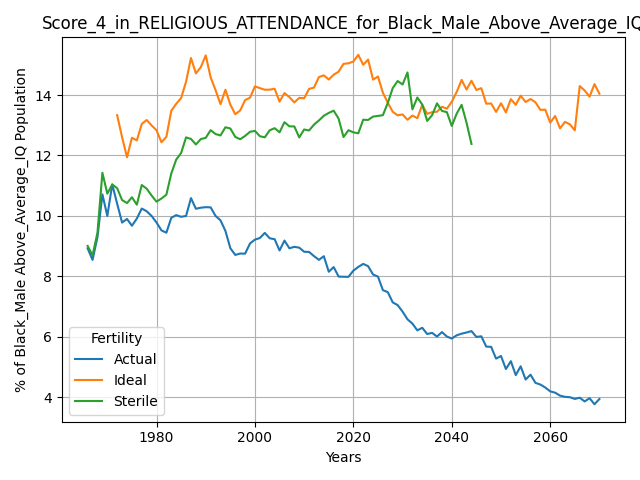 Score_4_in_RELIGIOUS_ATTENDANCE_for_Black_Male_Above_Average_IQ
% of Black_Male Above_Average_IQ Population
14
12
10
8
6
4
Fertility
Actual
Ideal
Sterile
1980 2000 2020 2040 2060
Years